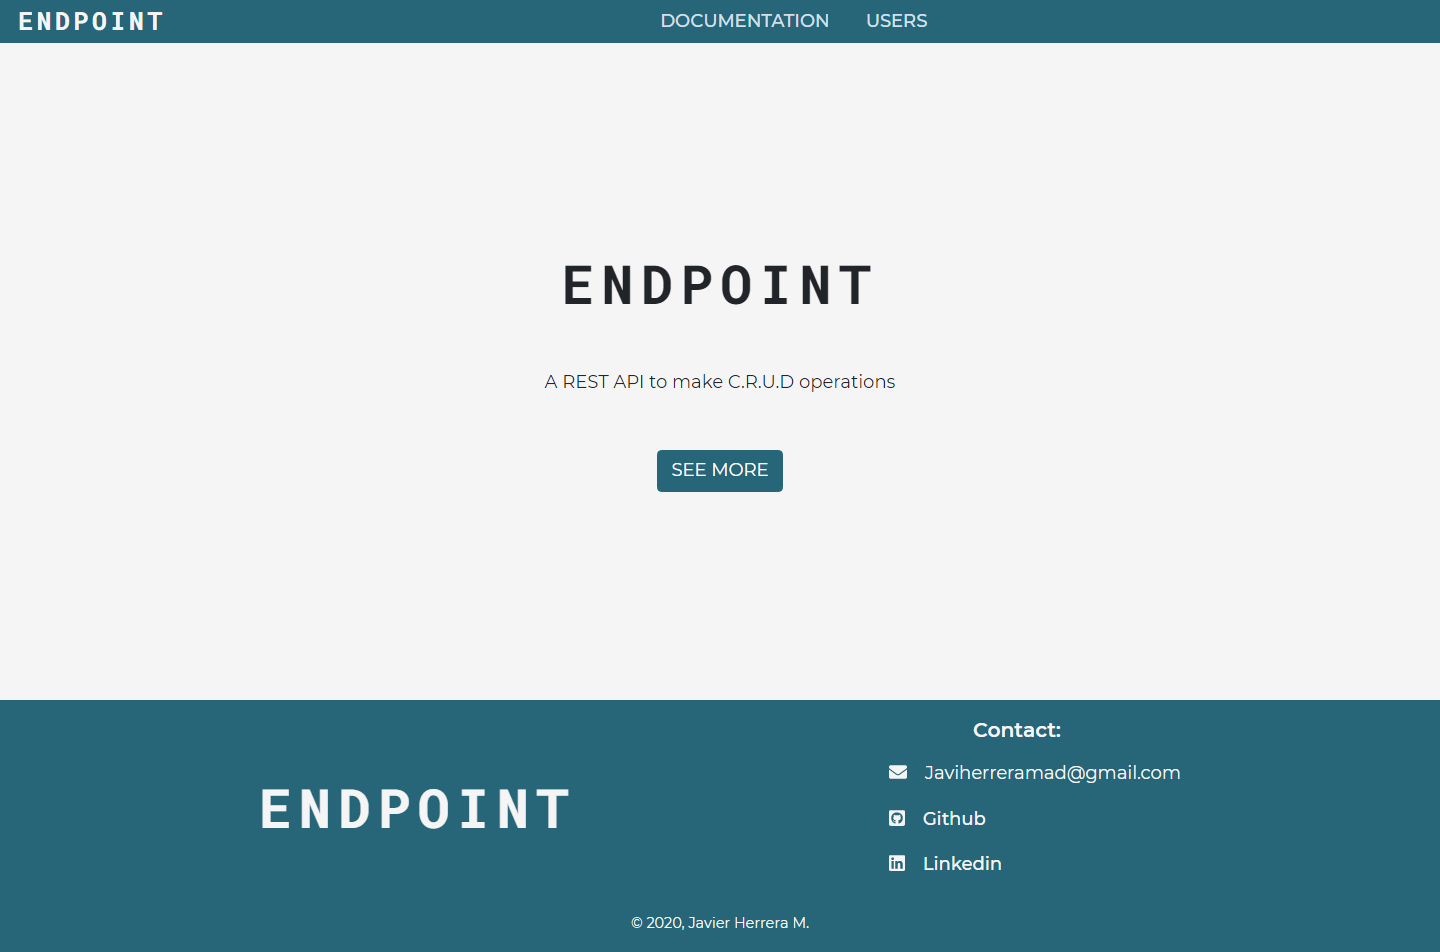 ENDPOINT
DOCUMENTATION USERS
ENDPOINT
A REST API to make C.R.U.D operations
SEE MORE
ENDPOINT
Contact:
Javiherreramad@gmail.com
Github
Linkedin
© 2020, Javier Herrera M.